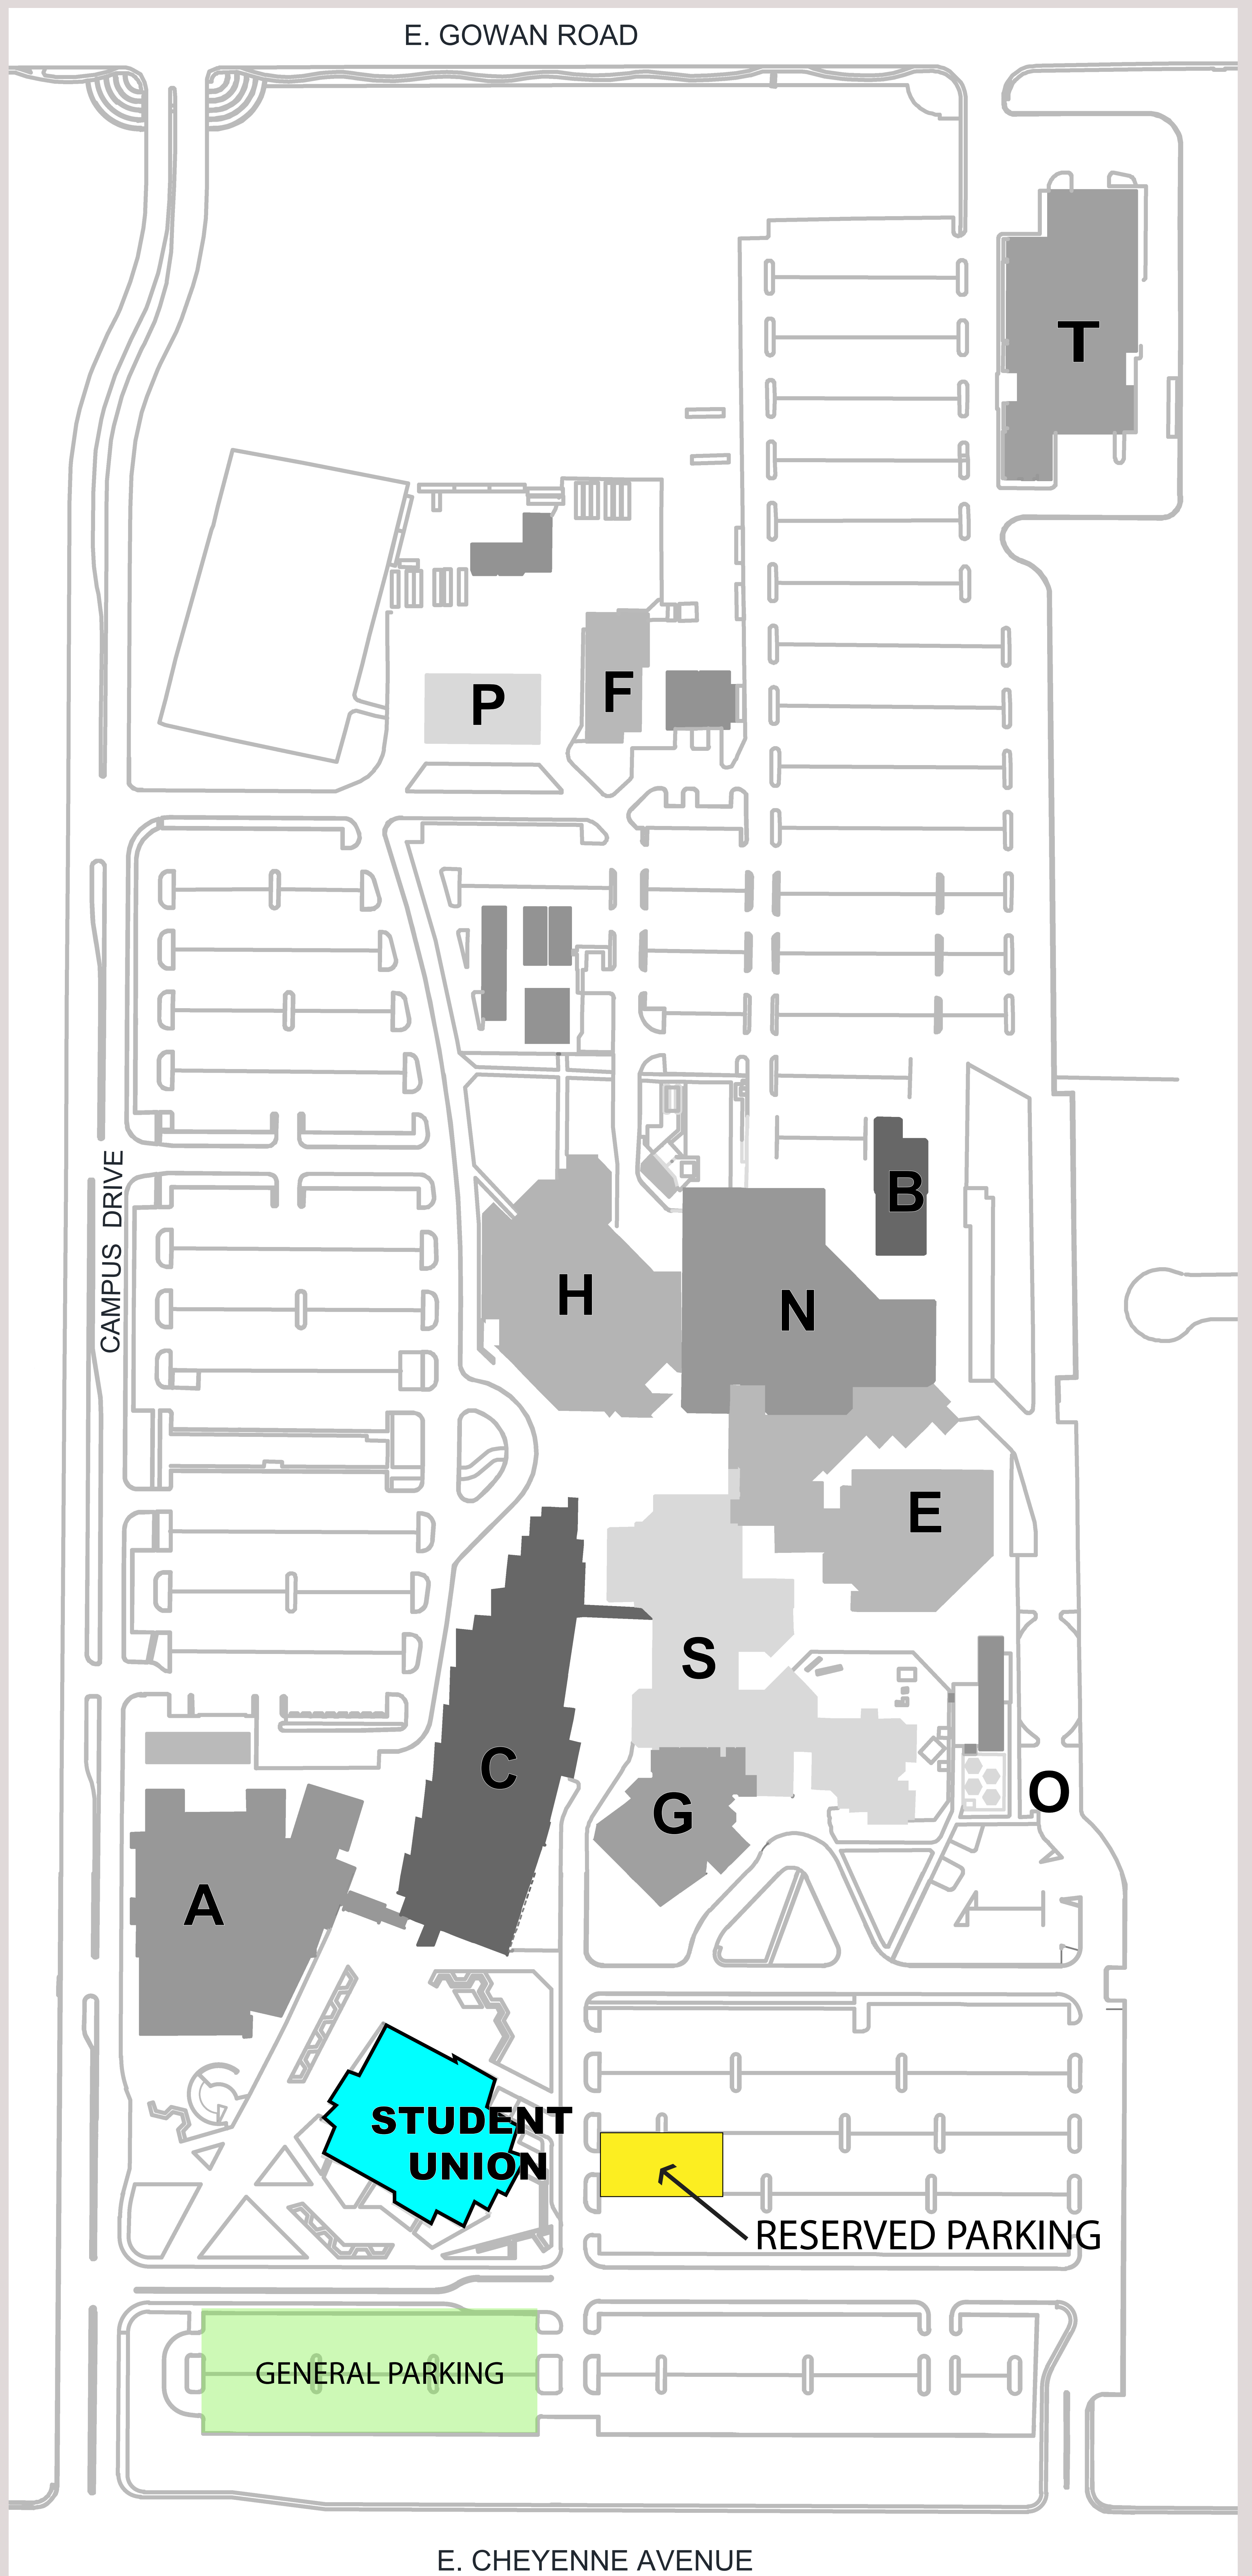 E. GOWAN ROAD
T
F
P
B
CAMPUS DRIVE
H
N
E
S
C
O
G
A
STUDENT
UNION
RESERVED PARKING
GENERAL PARKING
E. CHEYENNE AVENUE